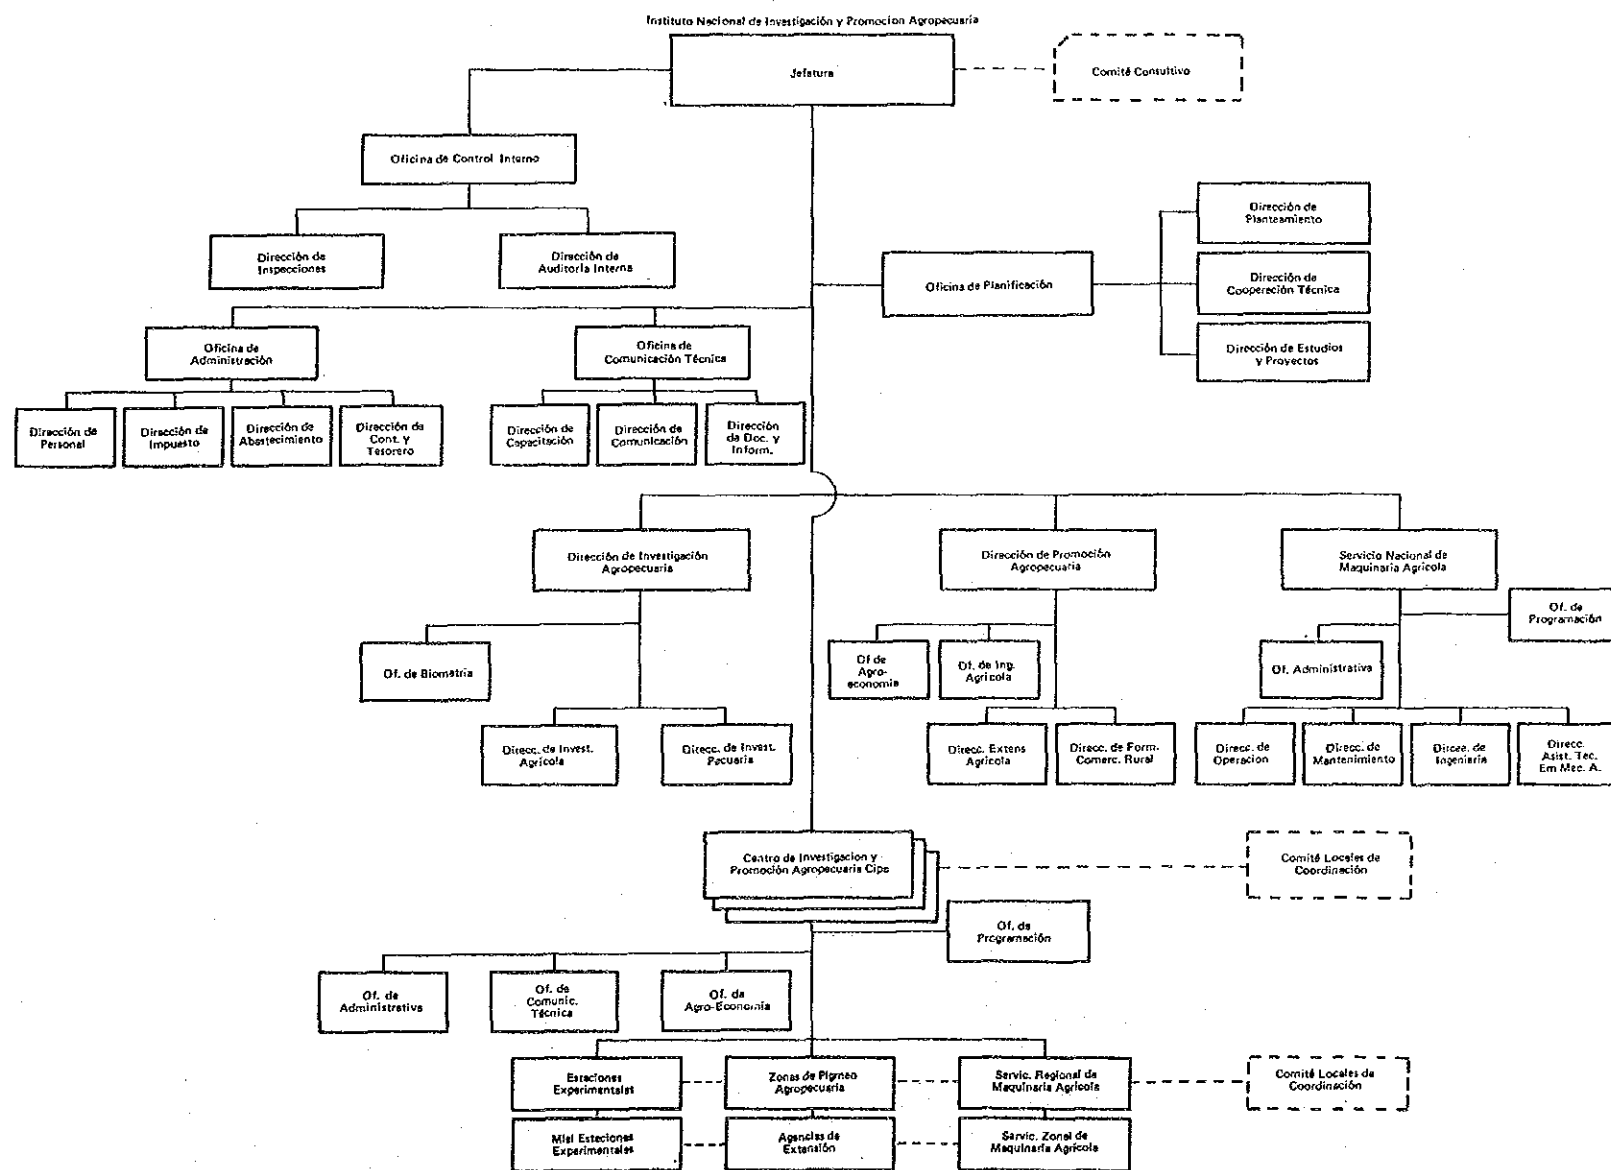 Instituto Nacional de Investigación y Promocion Agropecuaria
Jefatura
Comité Consultivo
Oficina de Control Interno
Dirección de
Inspecciones
Dirección de
Auditoría Interna
Dirección de
Planteamiento
Oficina de Planificación
Dirección de
Cooperación Técnica
Dirección de Estudios
y Proyectos
Oficina de
Administración
Oficina de
Comunicación Técnica
Dirección de
Personal
Dirección de
Impuesto
Dirección de
Abastecimiento
Dirección de
Cont. y
Tesorero
Dirección de
Capacitación
Dirección de
Comunicación
Dirección
de Doc. y
Inform.
Dirección de Investigación
Agropecuaria
Dirección de Promoción
Agropecuaria
Servicio Nacional de
Maquinaria Agrícola
Of. de
Programación
Of. de Biometría
Of de
Agro-
economia
Of. de Ing.
Agrícola
Of. Administrativa
Direcc. de Invest.
Agrícola
Direcc. de Invest.
Pecuaria
Direcc. Extens
Agrícola
Direcc. de Form.
Comerc. Rural
Direcc. de
Operacion
Direcc. de
Mantenimiento
Direcc. de
Ingeniería
Direcc.
Asist. Tec.
Em Mec. A.
Centro de Investigacion y
Promoción Agropecuaria Cips
Comité Locales de
Coordinación
Of. de
Programación
Of. de
Administrativa
Of. de
Comunic.
Técnica
Of. de
Agro-Economía
Estaciones
Experimentales
Zonas de
Agropecuaria
Servic. Regional de
Maquinaria Agrícola
Comité Locales de
Coordinación
Estaciones
Experimentales
Agencias de
Extensión
Servic. Zonal de
Maquinaria Agrícola